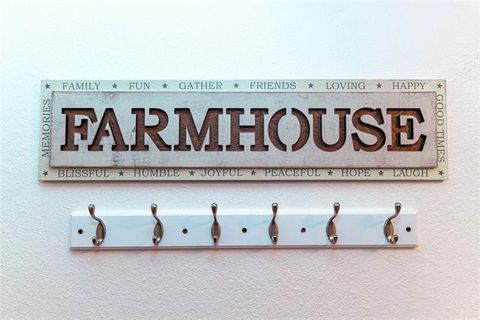 FAMILY ★ FUN ★ GATHER ★ FRIENDS ★ LOVING ★ HAPPY
MEMORIES
FARMHOUSE
GOOD TIMES
BLISSFUL ★ HUMBLE ★ JOYFUL ★ PEACEFUL ★ HOPE ★ LAUGH